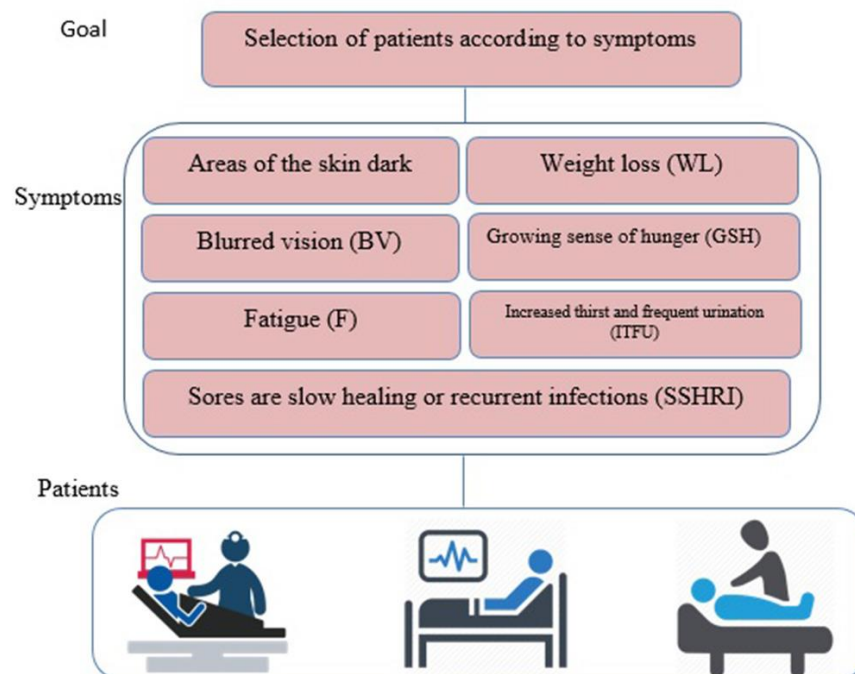 Goal
Selection of patients according to symptoms
Symptoms
Areas of the skin dark
Weight loss (WL)
Blurred vision (BV)
Growing sense of hunger (GSH)
Fatigue (F)
Increased thirst and frequent urination
(ITFU)
Sores are slow healing or recurrent infections (SSHRI)
Patients